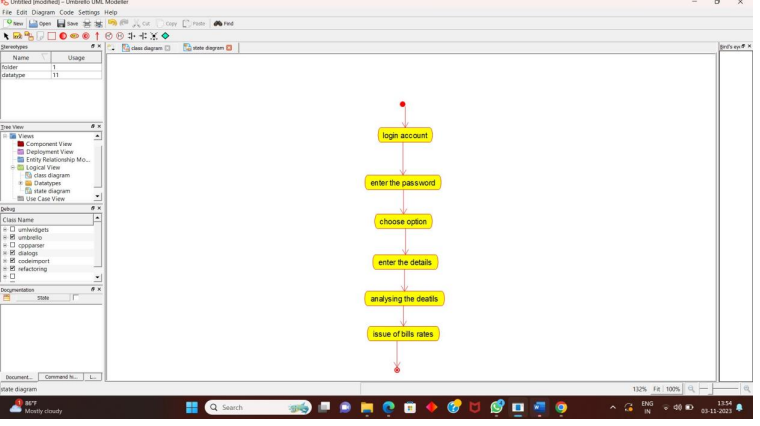 Untitled [modified] – Umbrello UML Modeller
File Edit Diagram Code Settings Help
New Open Save Cut Copy Paste Find
Stereotypes
class diagram state diagram
Bird's eye
Name Usage
folder 1
datatype 11
Tree View
Views
Component View
Deployment View
Entity Relationship Mo...
Logical View
class diagram
Datatypes
state diagram
Use Case View
Debug
Class Name
umlwidgets
umbrello
cppparser
dialogs
codeimport
refactoring
Documentation
State
Document... Command hi... L...
login account
enter the password
choose option
enter the details
analysing the deatils
issue of bills rates
state diagram
132% Fit 100%
1
86°F
Mostly cloudy
Search
ENG
IN
13:54
03-11-2023